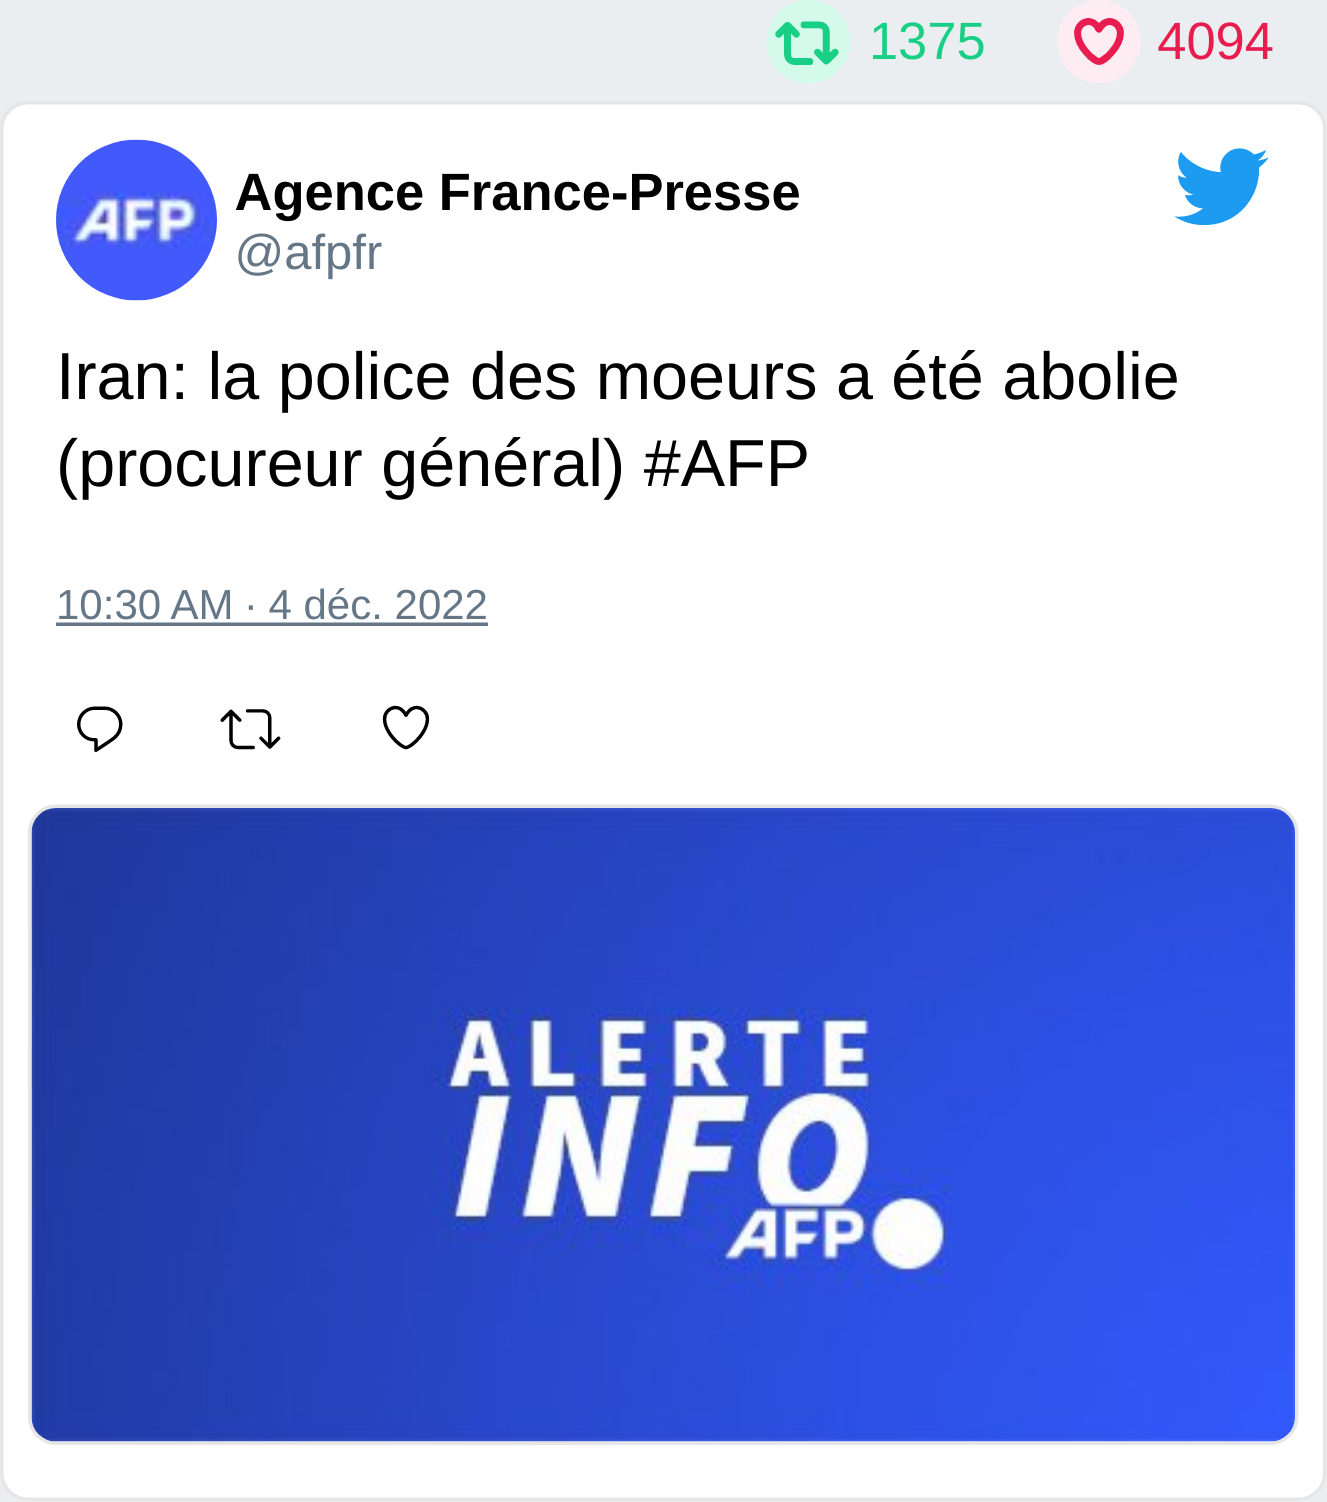 1375 4094
AFP
Agence France-Presse
@afpfr
Iran: la police des moeurs a été abolie
(procureur général) #AFP
10:30 AM · 4 déc. 2022
ALERTE
INFO
AFP